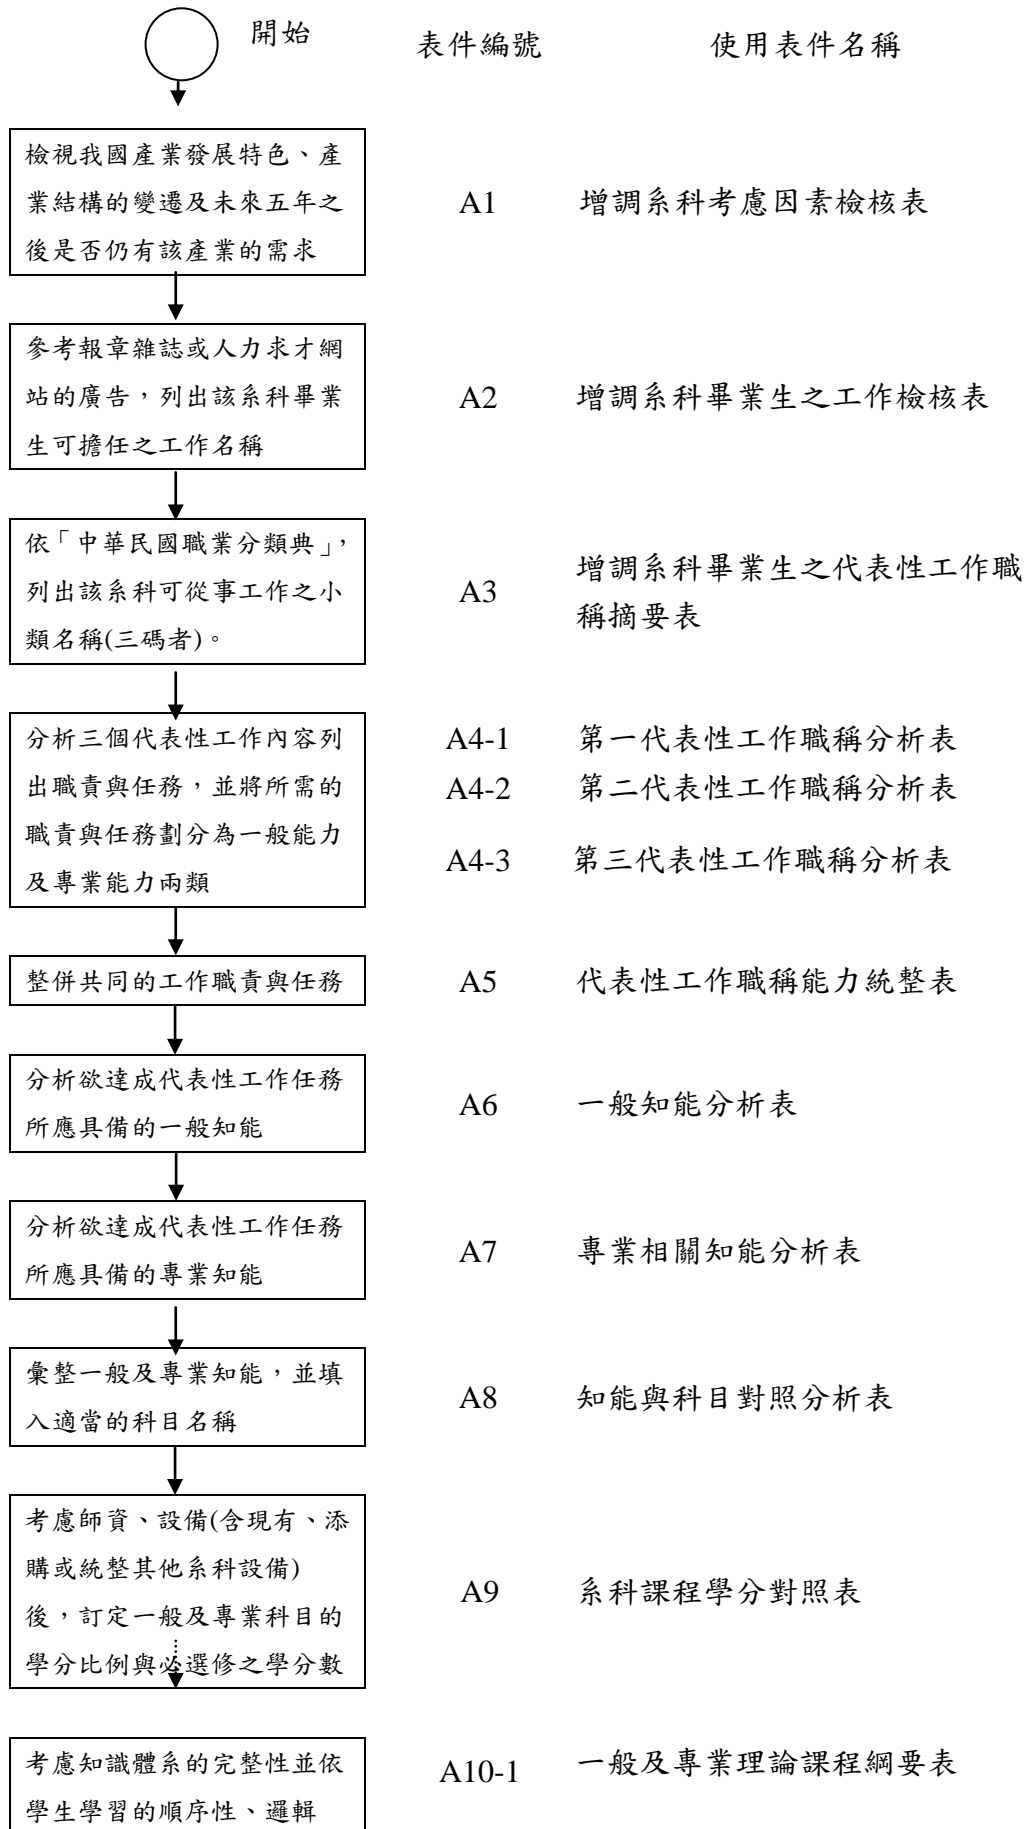 開始
表件編號
使用表件名稱
檢視我國產業發展特色、產
業結構的變遷及未來五年之
後是否仍有該產業的需求
A1
增調系科考慮因素檢核表
參考報章雜誌或人力求才網
站的廣告，列出該系科畢業
生可擔任之工作名稱
A2
增調系科畢業生之工作檢核表
依「中華民國職業分類典」，
列出該系科可從事工作之小
類名稱(三碼者)。
A3
增調系科畢業生之代表性工作職
稱摘要表
分析三個代表性工作內容列
出職責與任務，並將所需的
職責與任務劃分為一般能力
及專業能力兩類
A4-1
第一代表性工作職稱分析表
A4-2
第二代表性工作職稱分析表
A4-3
第三代表性工作職稱分析表
整併共同的工作職責與任務
A5
代表性工作職稱能力統整表
分析欲達成代表性工作任務
所應具備的一般知能
A6
一般知能分析表
分析欲達成代表性工作任務
所應具備的專業知能
A7
專業相關知能分析表
彙整一般及專業知能，並填
入適當的科目名稱
A8
知能與科目對照分析表
考慮師資、設備(含現有、添
購或統整其他系科設備)
後，訂定一般及專業科目的
學分比例與必選修之學分數
A9
系科課程學分對照表
考慮知識體系的完整性並依
學生學習的順序性、邏輯
A10-1
一般及專業理論課程綱要表